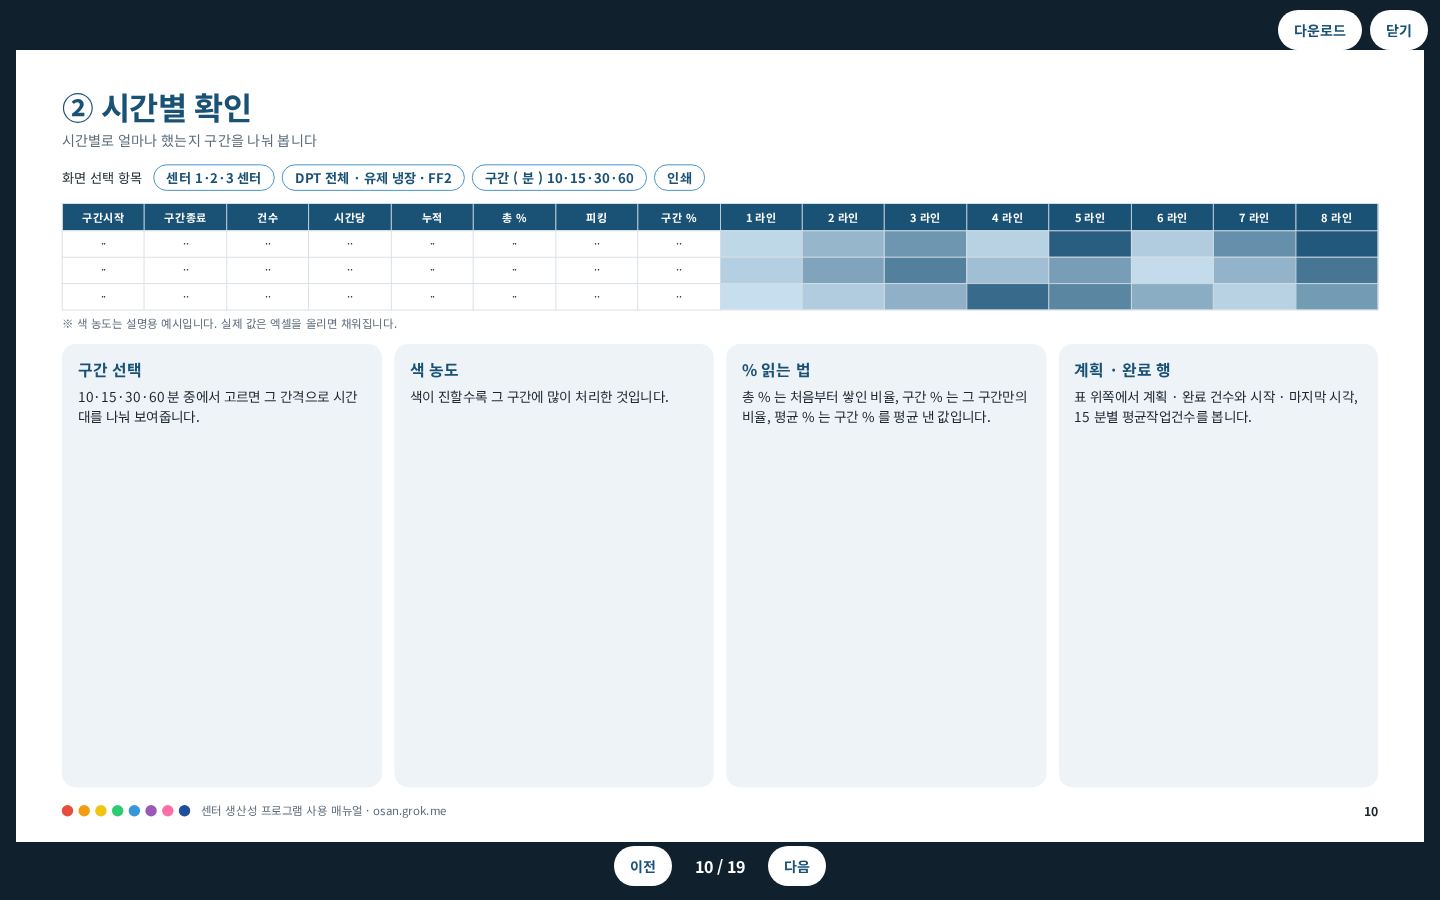 다운로드 닫기
② 시간별 확인
시간별로 얼마나 했는지 구간을 나눠 봅니다
화면 선택 항목 센터 1·2·3 센터 DPT 전체 · 유제 냉장 · FF2 구간 ( 분 ) 10·15·30·60 인쇄
구간시작 구간종료 건수 시간당 누적 총 % 피킹 구간 % 1 라인 2 라인 3 라인 4 라인 5 라인 6 라인 7 라인 8 라인
.. .. .. .. .. .. .. ..
.. .. .. .. .. .. .. ..
.. .. .. .. .. .. .. ..
※ 색 농도는 설명용 예시입니다. 실제 값은 엑셀을 올리면 채워집니다.
구간 선택
10·15·30·60 분 중에서 고르면 그 간격으로 시간
대를 나눠 보여줍니다.
색 농도
색이 진할수록 그 구간에 많이 처리한 것입니다.
% 읽는 법
총 % 는 처음부터 쌓인 비율, 구간 % 는 그 구간만의
비율, 평균 % 는 구간 % 를 평균 낸 값입니다.
계획 · 완료 행
표 위쪽에서 계획 · 완료 건수와 시작 · 마지막 시각,
15 분별 평균작업건수를 봅니다.
센터 생산성 프로그램 사용 매뉴얼 · osan.grok.me 10
이전 10 / 19 다음